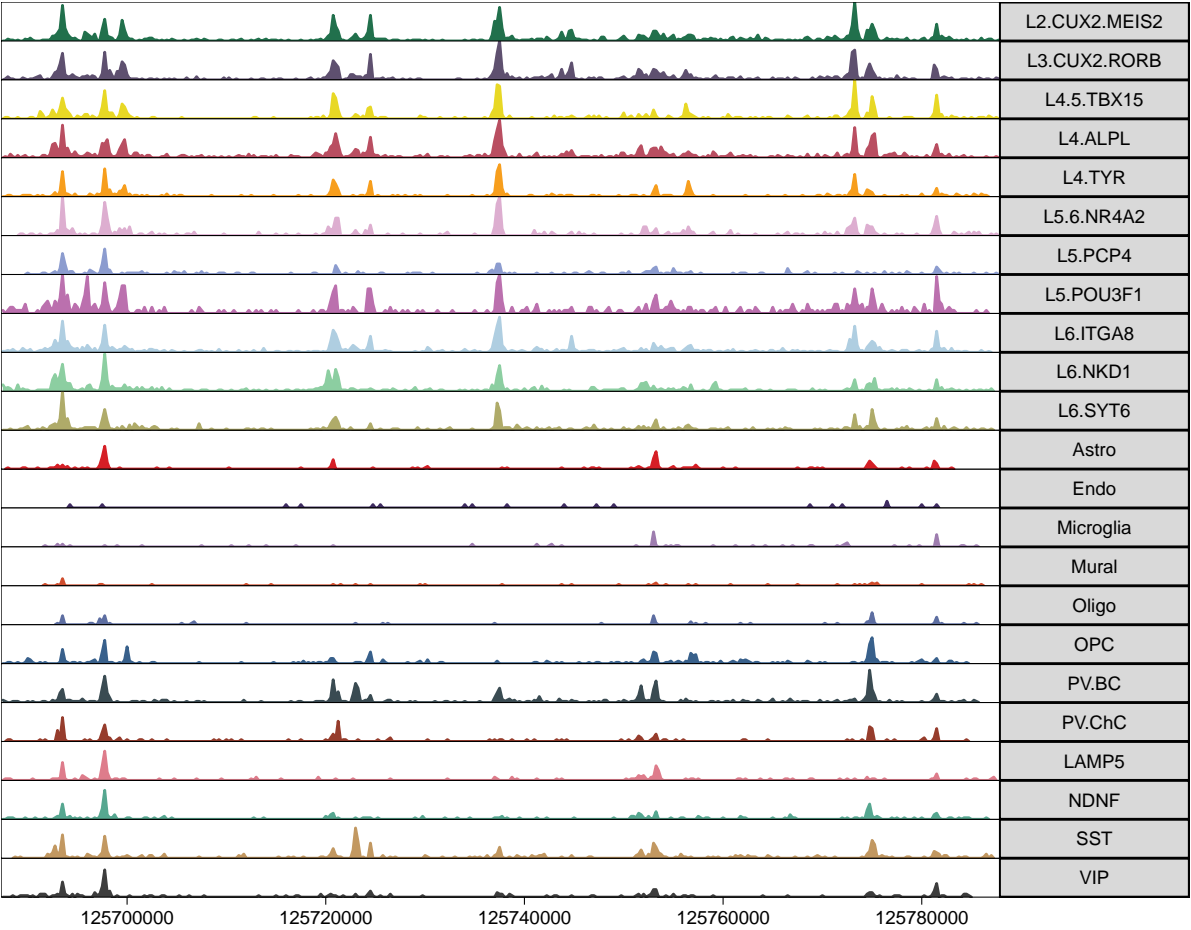 L2.CUX2.MEIS2
L3.CUX2.RORB
L4.5.TBX15
L4.ALPL
L4.TYR
L5.6.NR4A2
L5.PCP4
L5.POU3F1
L6.ITGA8
L6.NKD1
L6.SYT6
Astro
Endo
Microglia
Mural
Oligo
OPC
PV.BC
PV.ChC
LAMP5
NDNF
SST
VIP
125700000 125720000 125740000 125760000 125780000